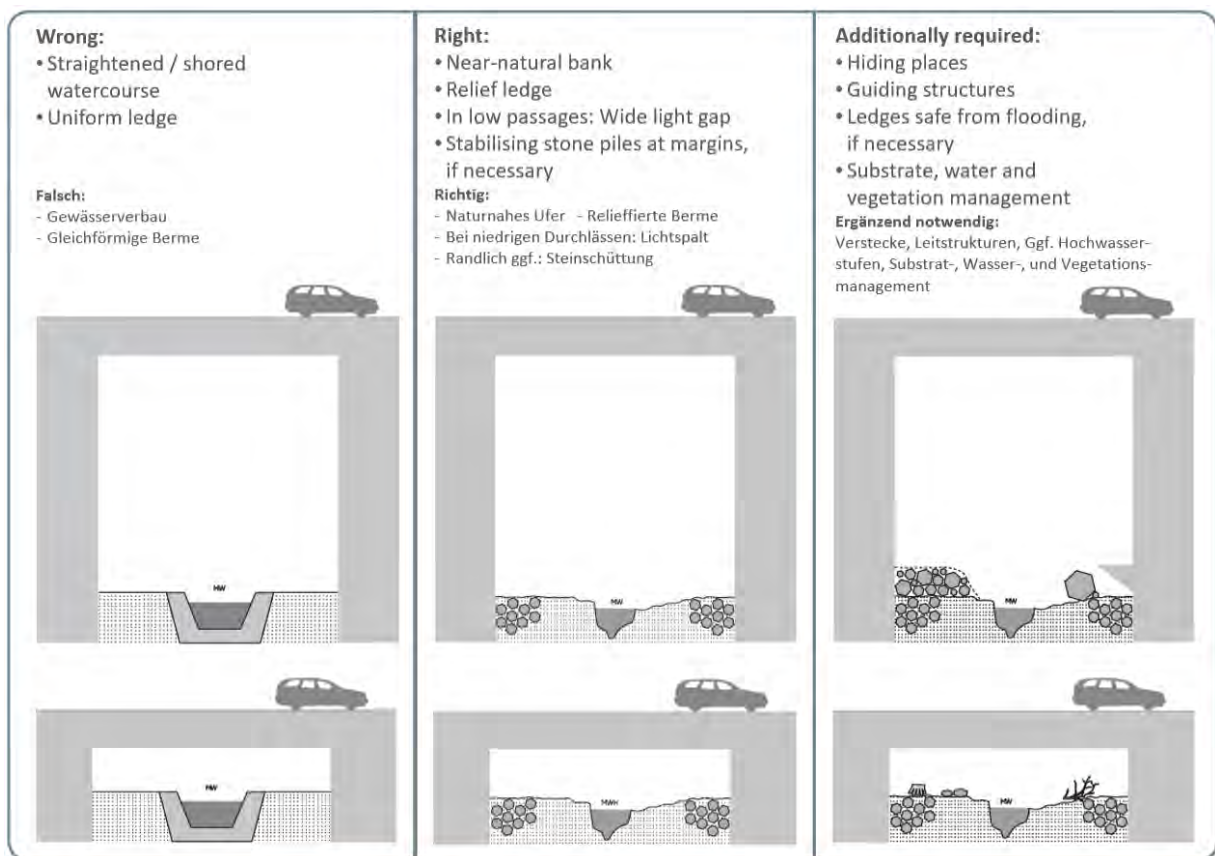 Wrong:
• Straightened / shored
watercourse
• Uniform ledge
Falsch:
- Gewässerverbau
- Gleichförmige Berme
MW
MW
Right:
• Near-natural bank
• Relief ledge
• In low passages: Wide light gap
• Stabilising stone piles at margins,
if necessary
Richtig:
- Naturnahes Ufer - Relieffierte Berme
- Bei niedrigen Durchlässen: Lichtspalt
- Randlich ggf.: Steinschüttung
MW
MWH
Additionally required:
• Hiding places
• Guiding structures
• Ledges safe from flooding,
if necessary
• Substrate, water and
vegetation management
Ergänzend notwendig:
Verstecke, Leitstrukturen, Ggf. Hochwasser-
stufen, Substrat-, Wasser-, und Vegetations-
management
MW
MW